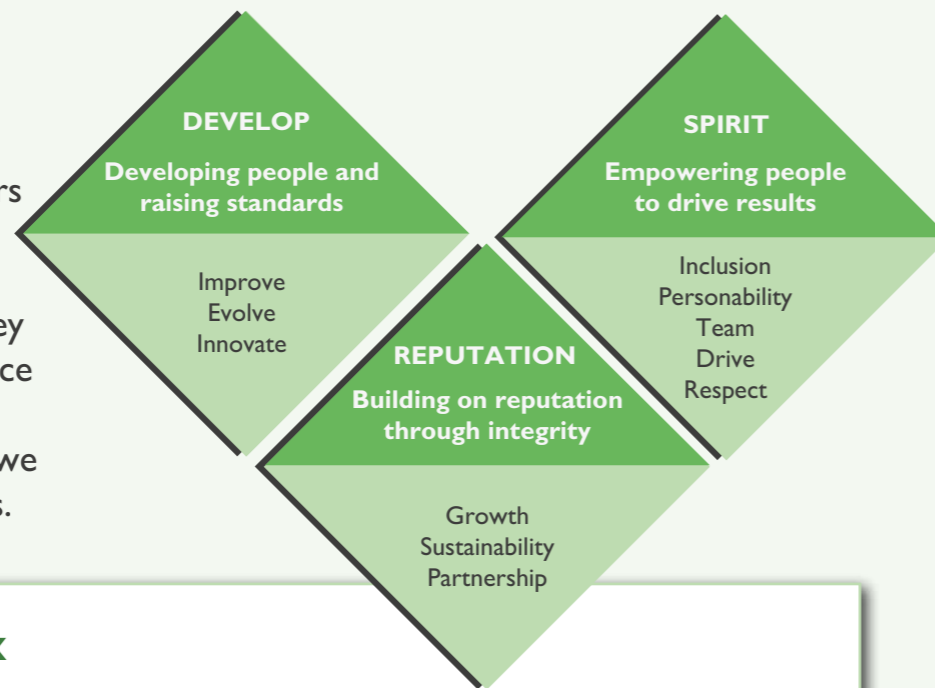 DEVELOP
Developing people and
raising standards
Improve
Evolve
Innovate
SPIRIT
Empowering people
to drive results
Inclusion
Personability
Team
Drive
Respect
REPUTATION
Building on reputation
through integrity
Growth
Sustainability
Partnership
we